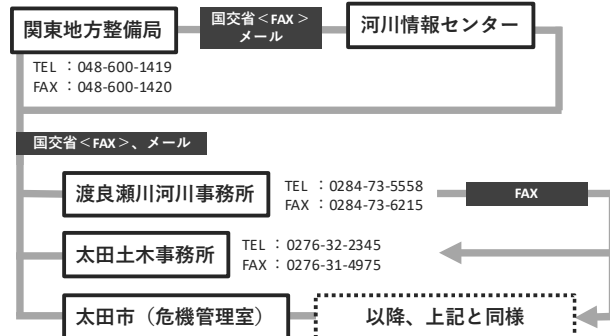 関東地方整備局
国交省＜FAX＞
メール
河川情報センター
TEL ：048-600-1419
FAX ：048-600-1420
国交省＜FAX＞、メール
渡良瀬川河川事務所
TEL ：0284-73-5558
FAX ：0284-73-6215
FAX
太田土木事務所
TEL ：0276-32-2345
FAX ：0276-31-4975
太田市（危機管理室）
以降、上記と同様